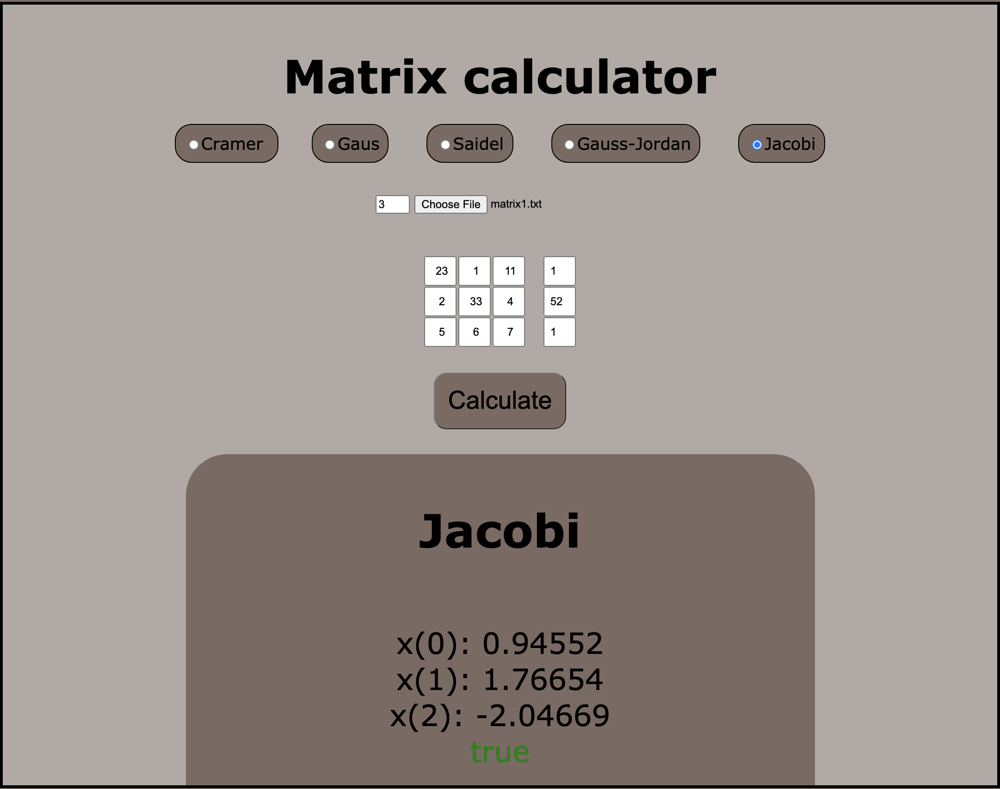 Matrix calculator
Cramer Gaus Saidel Gauss-Jordan Jacobi
3 Choose File matrix1.txt
23 1 11 1
2 33 4 52
5 6 7 1
Calculate
Jacobi
x(0): 0.94552
x(1): 1.76654
x(2): -2.04669
true